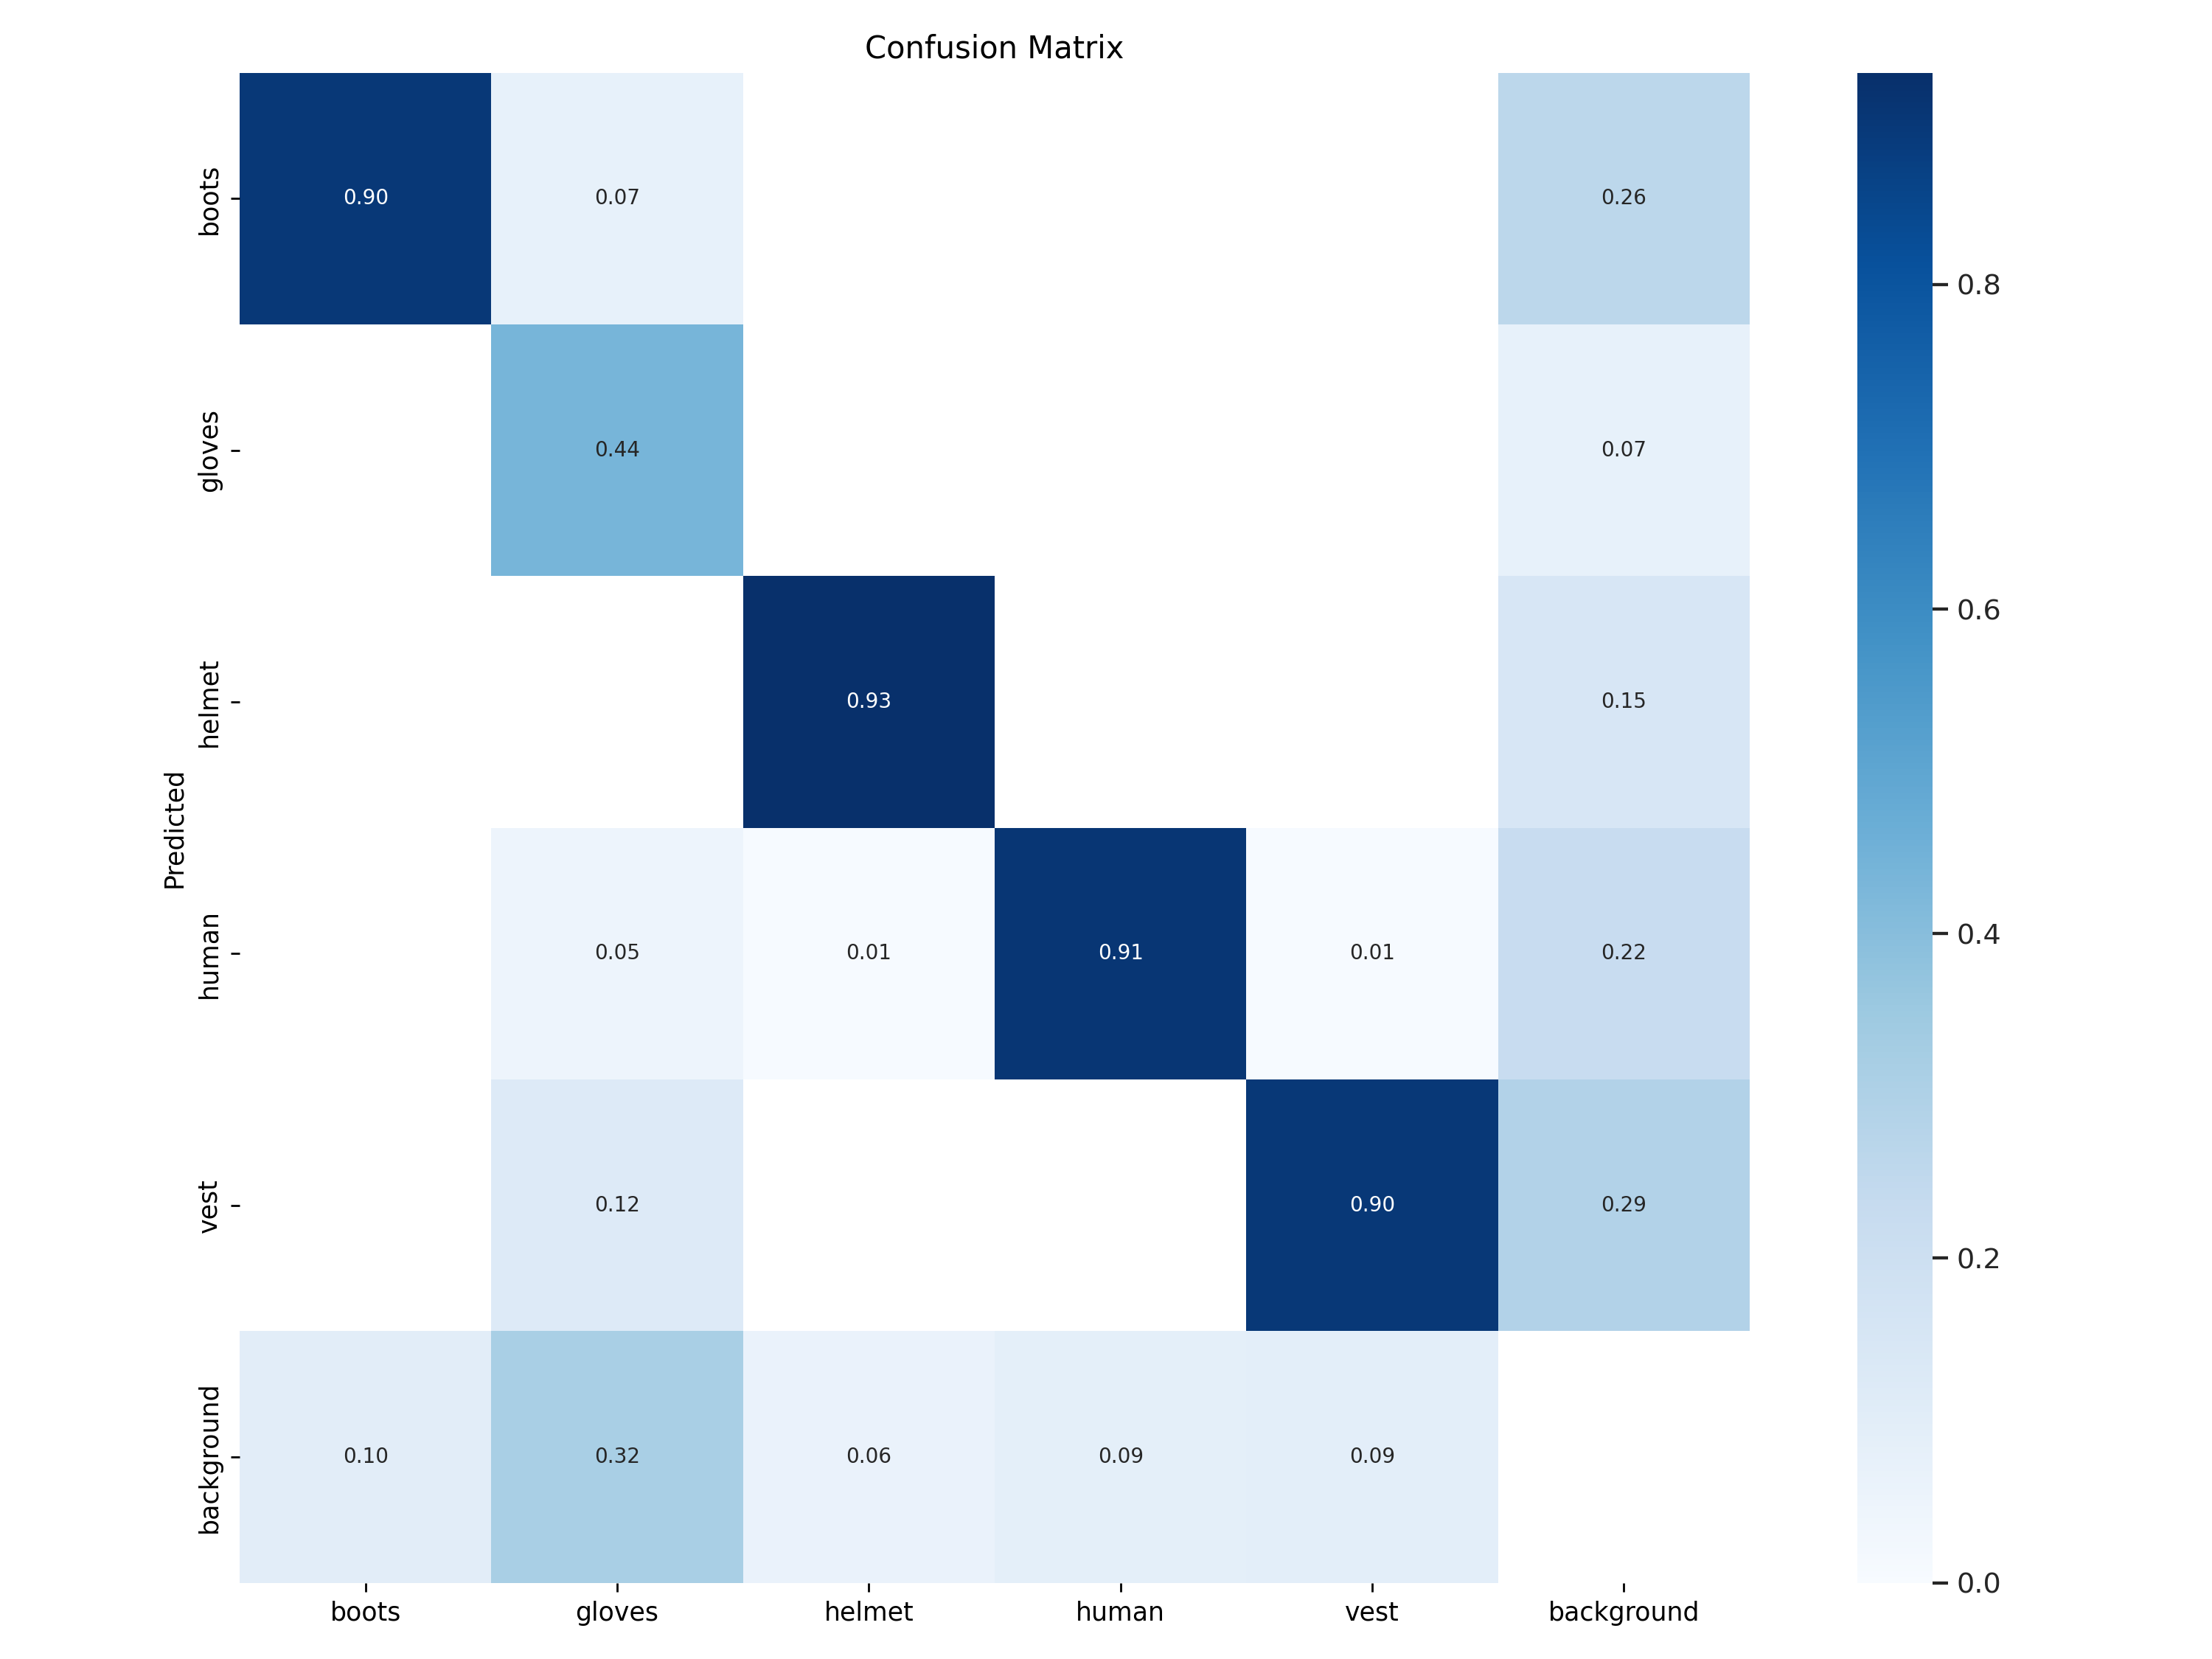 Confusion Matrix
Predicted
boots
0.90
0.07
0.26
gloves
0.44
0.07
helmet
0.93
0.15
human
0.05
0.01
0.91
0.01
0.22
vest
0.12
0.90
0.29
background
0.10
0.32
0.06
0.09
0.09
boots
gloves
helmet
human
vest
background
0.8
0.6
0.4
0.2
0.0